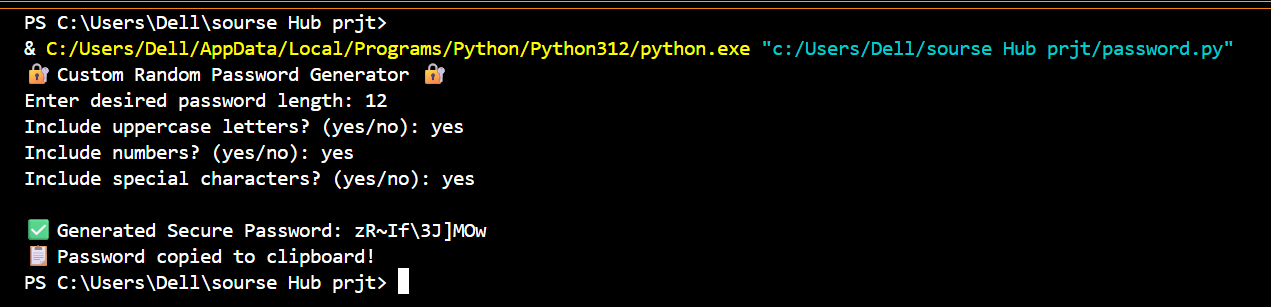 PS C:\Users\Dell\sourse Hub prjt>
& C:/Users/Dell/AppData/Local/Programs/Python/Python312/python.exe "c:/Users/Dell/sourse Hub prjt/password.py"
🔐 Custom Random Password Generator 🔐
Enter desired password length: 12
Include uppercase letters? (yes/no): yes
Include numbers? (yes/no): yes
Include special characters? (yes/no): yes
✅ Generated Secure Password: zR~If\3J]MOw
📋 Password copied to clipboard!
PS C:\Users\Dell\sourse Hub prjt>